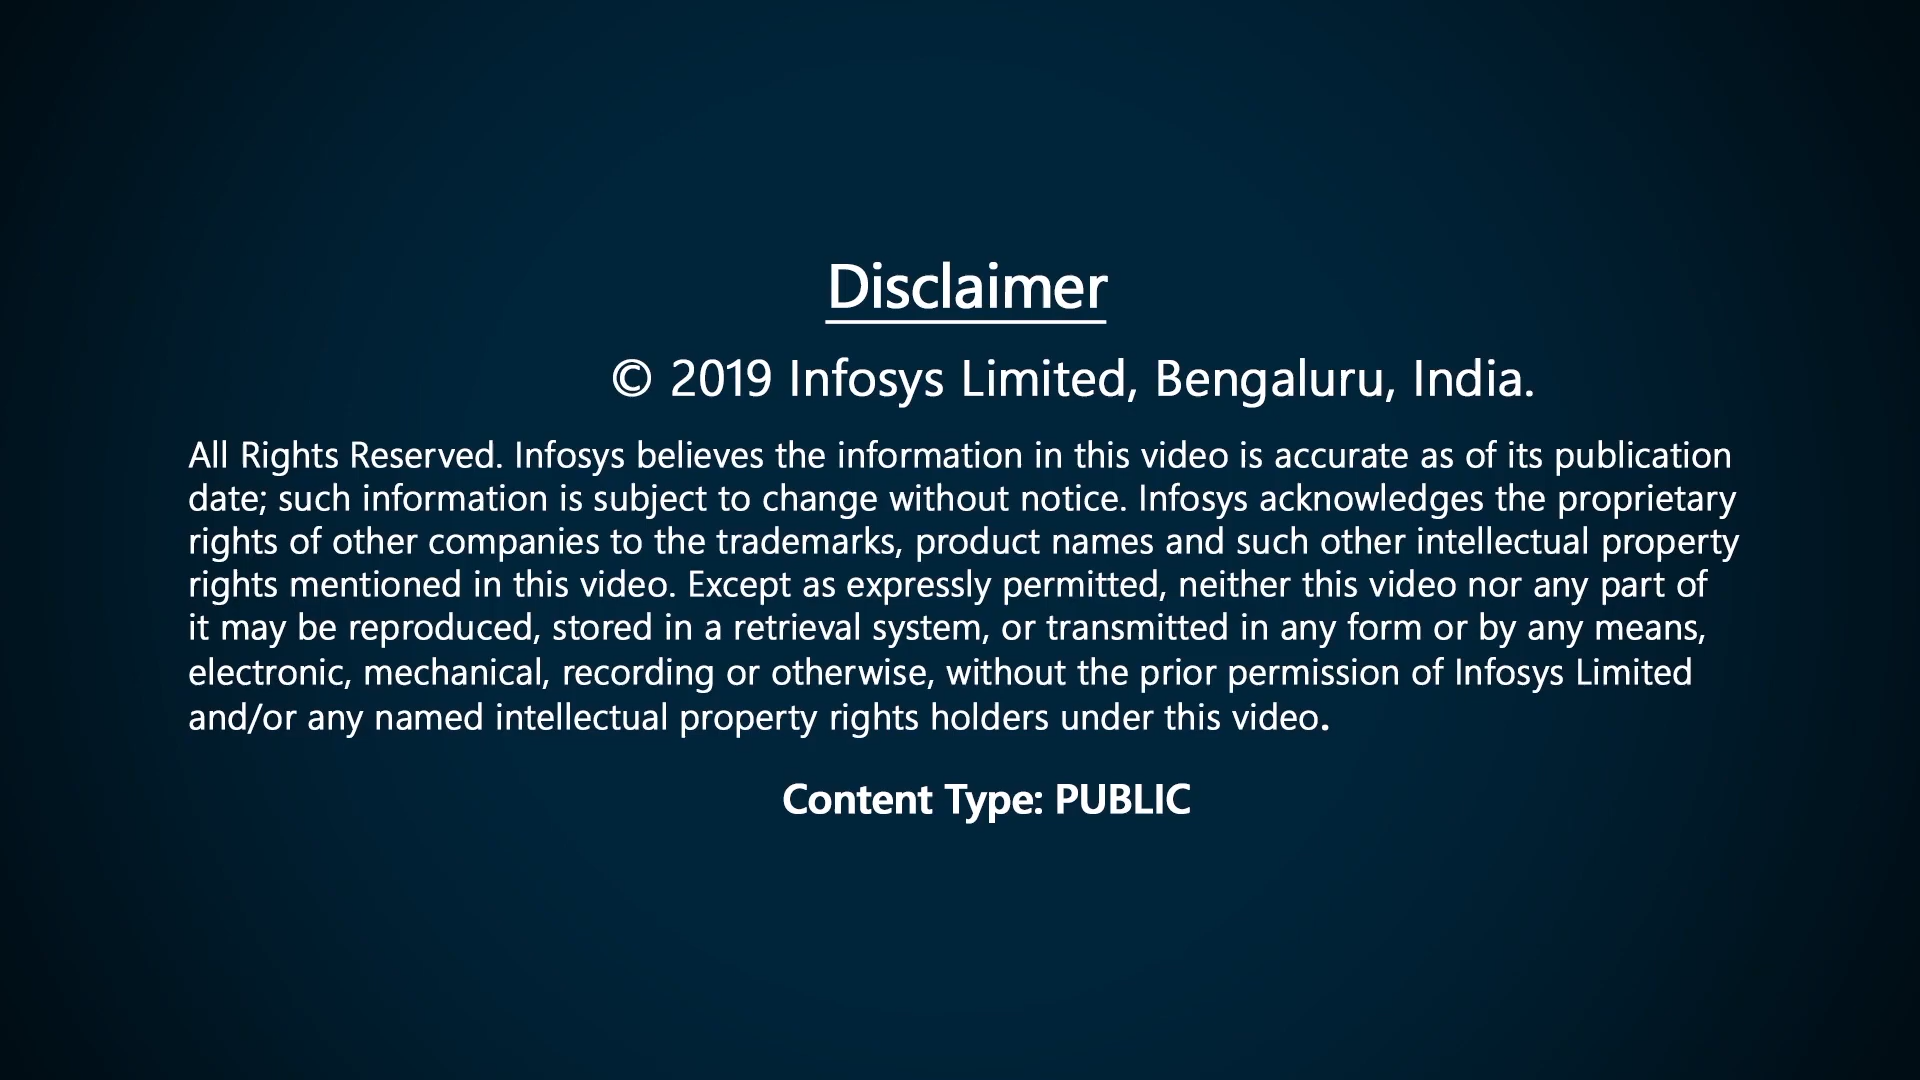 Disclaimer
© 2019 Infosys Limited, Bengaluru, India.
All Rights Reserved. Infosys believes the information in this video is accurate as of its publication
date; such information is subject to change without notice. Infosys acknowledges the proprietary
rights of other companies to the trademarks, product names and such other intellectual property
rights mentioned in this video. Except as expressly permitted, neither this video nor any part of
it may be reproduced, stored in a retrieval system, or transmitted in any form or by any means,
electronic, mechanical, recording or otherwise, without the prior permission of Infosys Limited
and/or any named intellectual property rights holders under this video.
Content Type: PUBLIC